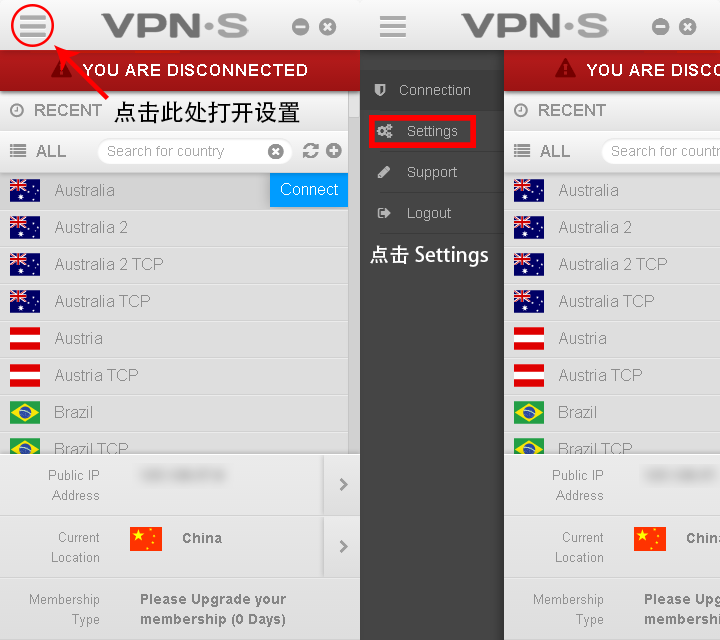 VPN·S
YOU ARE DISCONNECTED
RECENT
点击此处打开设置
ALL
Search for country
Australia
Connect
Australia 2
Australia 2 TCP
Australia TCP
Austria
Austria TCP
Brazil
Brazil TCP
Public IP
Address
Current
Location
China
Membership
Type
Please Upgrade your
membership (0 Days)
VPN·S
Connection
Settings
Support
Logout
点击 Settings
YOU ARE DISCO
RECENT
ALL
Search for countr
Australia
Australia 2
Australia 2 TCP
Australia TCP
Austria
Austria TCP
Brazil
Brazil TCP
Public IP
Address
Current
Location
China
Membership
Type
Please Upg
membership